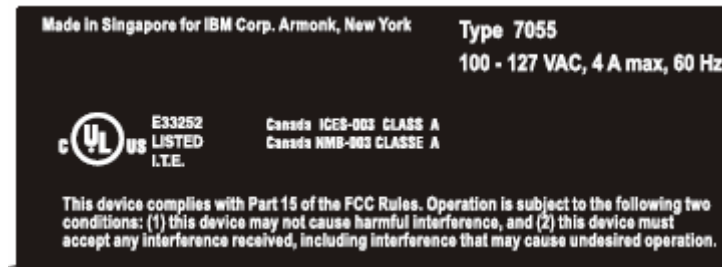 Made in Singapore for IBM Corp. Armonk, New York
Type 7055
100 - 127 VAC, 4 A max, 60 Hz
C UL US
E33252
LISTED
I.T.E.
Canada ICES-003 CLASS A
Canada NMB-003 CLASSE A
This device complies with Part 15 of the FCC Rules. Operation is subject to the following two
conditions: (1) this device may not cause harmful interference, and (2) this device must
accept any interference received, including interference that may cause undesired operation.